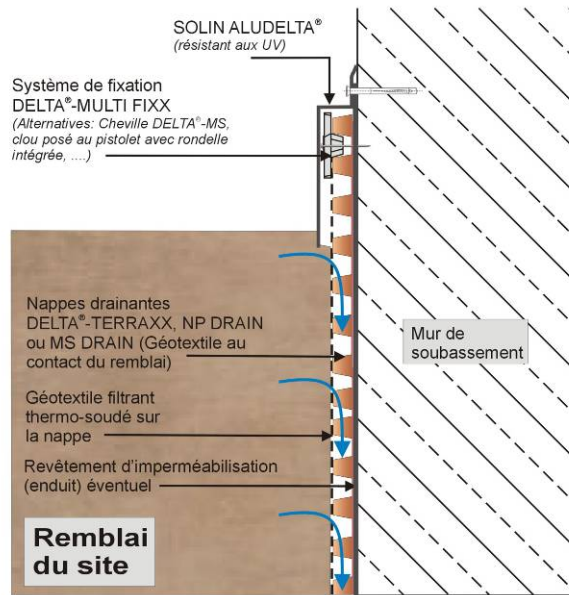 SOLIN ALUDELTA®
(résistant aux UV)
Système de fixation
DELTA®-MULTI FIXX
(Alternatives: Cheville DELTA®-MS,
clou posé au pistolet avec rondelle
intégrée, ....)
Nappes drainantes
DELTA®-TERRAXX, NP DRAIN
ou MS DRAIN (Géotextile au
contact du remblai)
Géotextile filtrant
thermo-soudé sur
la nappe
Revêtement d'imperméabilisation
(enduit) éventuel
Remblai
du site
Mur de
soubassement